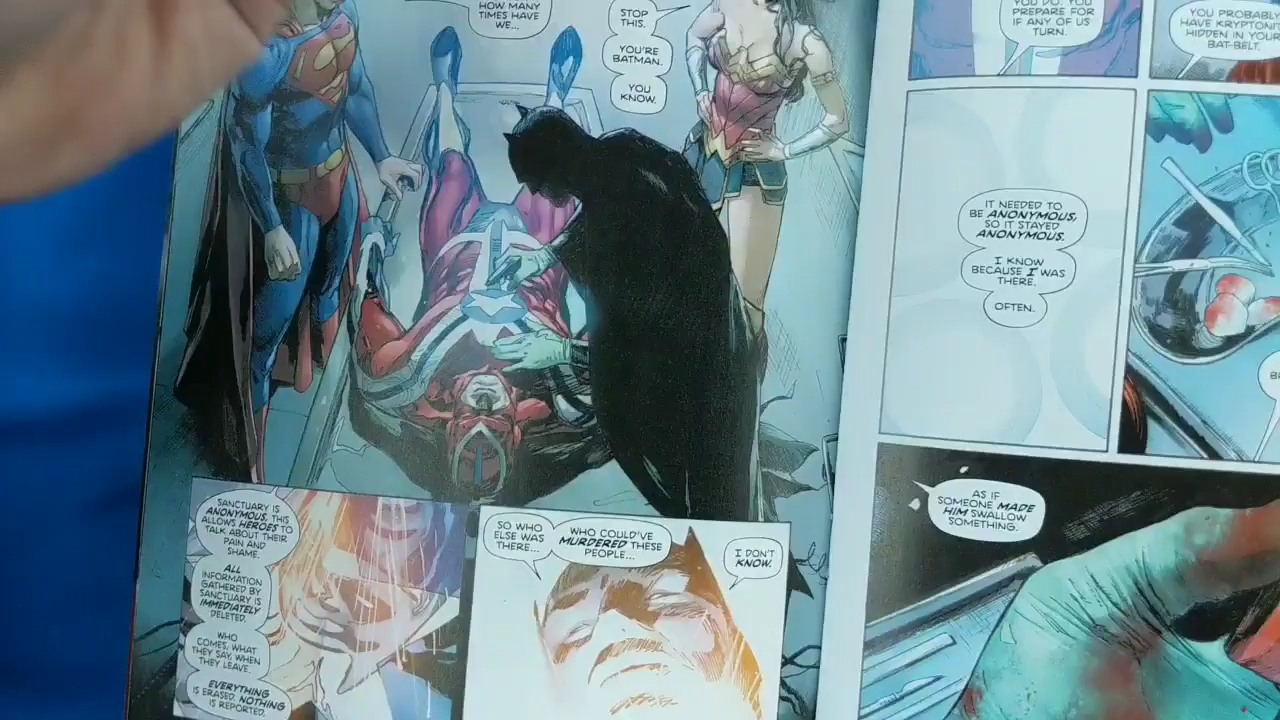 HOW MANY
TIMES HAVE
WE...
STOP
THIS.
YOU'RE
BATMAN.
YOU
KNOW.
SANCTUARY IS
ANONYMOUS. THIS
ALLOWS HEROES TO
TALK ABOUT THEIR
PAIN AND
SHAME.
ALL
INFORMATION
GATHERED BY
SANCTUARY IS
IMMEDIATELY
DELETED.
WHO
COMES, WHAT
THEY SAY, WHEN
THEY LEAVE.
EVERYTHING
IS ERASED. NOTHING
IS REPORTED.
SO WHO
ELSE WAS
THERE...
WHO COULD'VE
MURDERED THESE
PEOPLE...
I DON'T
KNOW.
YOU DO. YOU
PREPARE FOR
IF ANY OF US
TURN.
YOU PROBABLY
HAVE KRYPTONIT
HIDDEN IN YOUR
BAT-BELT.
IT NEEDED TO
BE ANONYMOUS,
SO IT STAYED
ANONYMOUS.
I KNOW
BECAUSE I WAS
THERE.
OFTEN.
AS IF
SOMEONE MADE
HIM SWALLOW
SOMETHING.